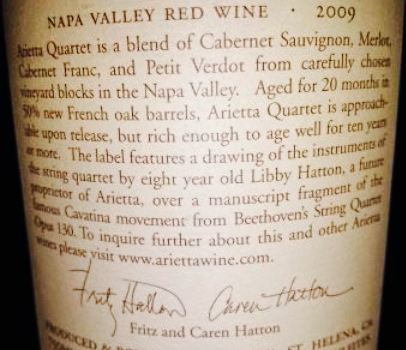 NAPA VALLEY RED WINE · 2009
Arietta Quartet is a blend of Cabernet Sauvignon, Merlot,
Cabernet Franc, and Petit Verdot from carefully chosen
vineyard blocks in the Napa Valley. Aged for 20 months in
50% new French oak barrels, Arietta Quartet is approach-
able upon release, but rich enough to age well for ten years
or more. The label features a drawing of the instruments of
the string quartet by eight year old Libby Hatton, a future
proprietor of Arietta, over a manuscript fragment of the
famous Cavatina movement from Beethoven's String Quartet
Opus 130. To inquire further about this and other Arietta
wines please visit www.ariettawine.com.
Fritz Hatton Caren Hatton
Fritz and Caren Hatton
PRODUCED & ST. HELENA, CA